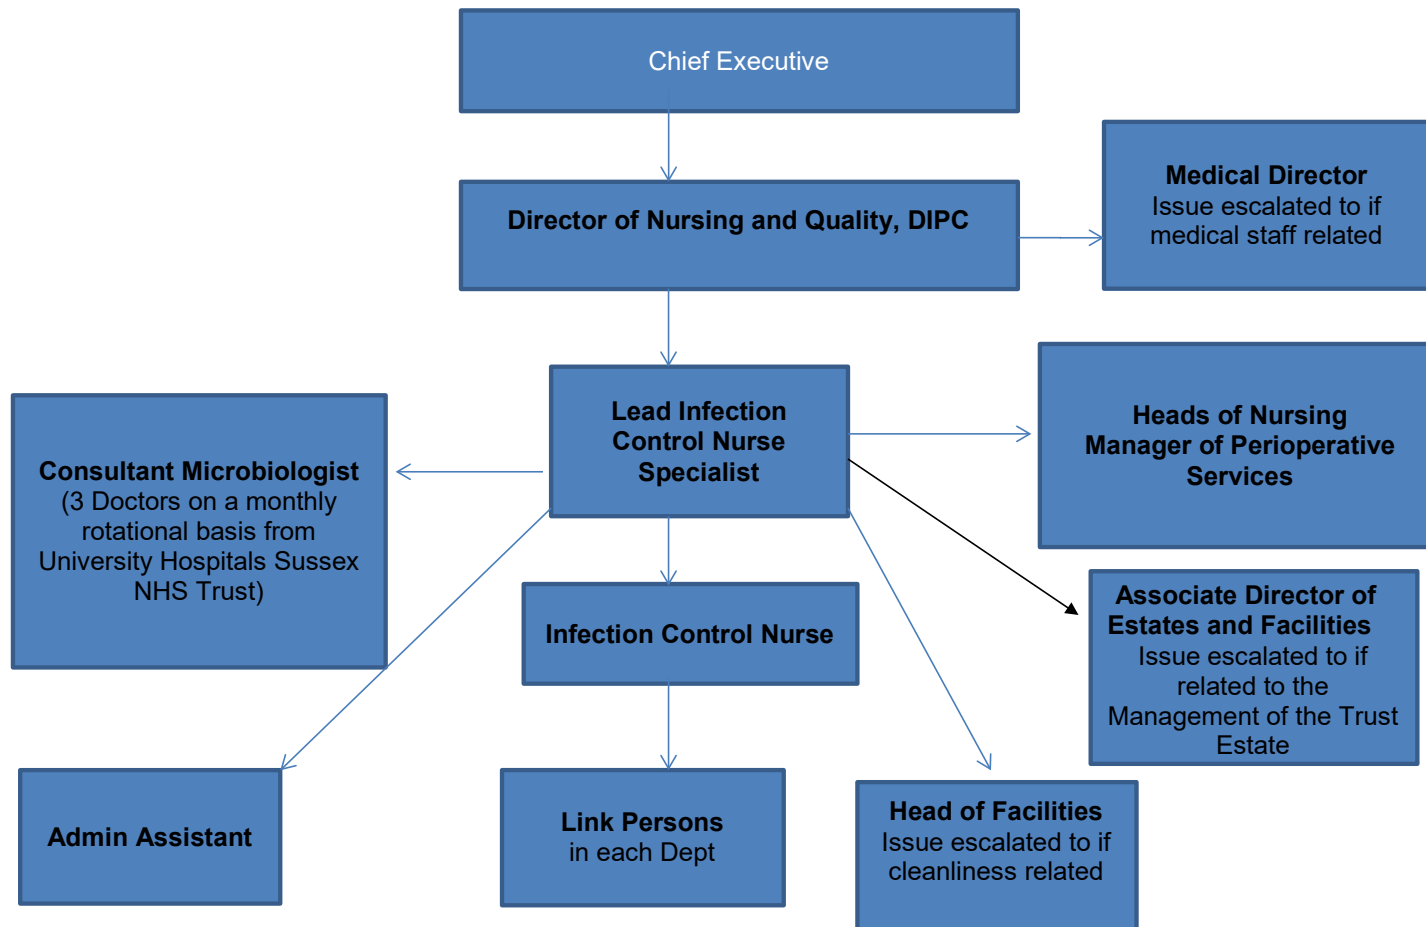 Chief Executive
Medical Director
Issue escalated to if
medical staff related
Director of Nursing and Quality, DIPC
Lead Infection
Control Nurse
Specialist
Heads of Nursing
Manager of Perioperative
Services
Consultant Microbiologist
(3 Doctors on a monthly
rotational basis from
University Hospitals Sussex
NHS Trust)
Infection Control Nurse
Associate Director of
Estates and Facilities
Issue escalated to if
related to the
Management of the Trust
Estate
Admin Assistant
Link Persons
in each Dept
Head of Facilities
Issue escalated to if
cleanliness related